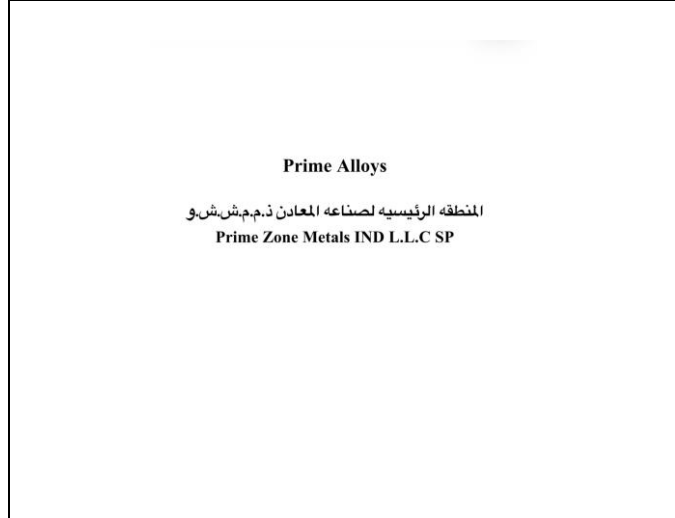 Prime Alloys
المنطقه الرئيسيه لصناعه المعادن ذ.م.م.ش.ش.و
Prime Zone Metals IND L.L.C SP